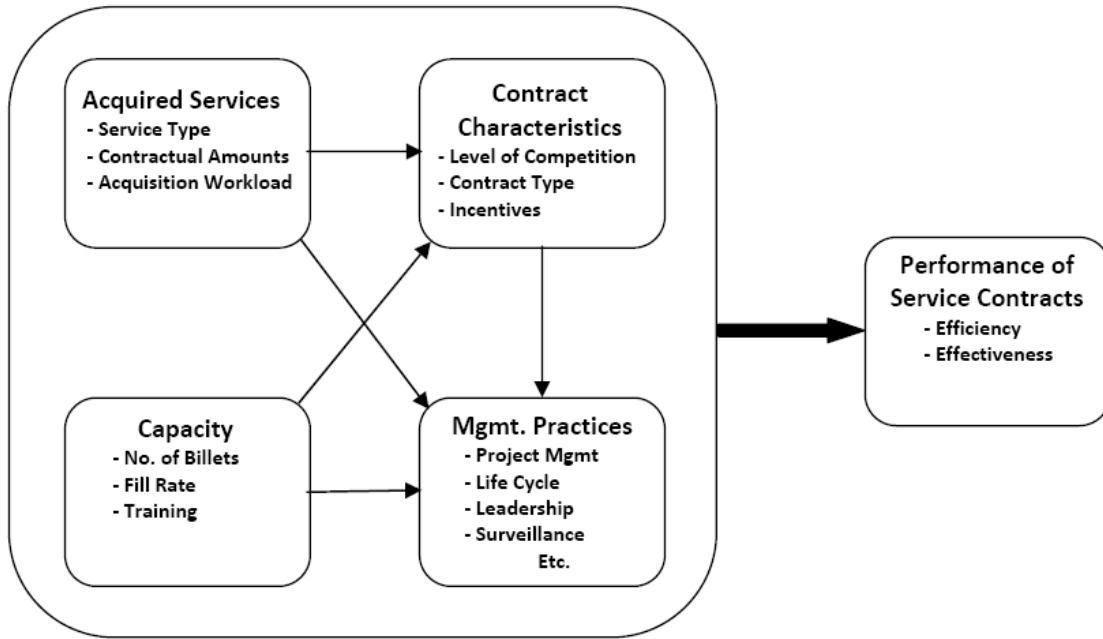 Acquired Services
- Service Type
- Contractual Amounts
- Acquisition Workload
Contract
Characteristics
- Level of Competition
- Contract Type
- Incentives
Capacity
- No. of Billets
- Fill Rate
- Training
Mgmt. Practices
- Project Mgmt
- Life Cycle
- Leadership
- Surveillance
Etc.
Performance of
Service Contracts
- Efficiency
- Effectiveness